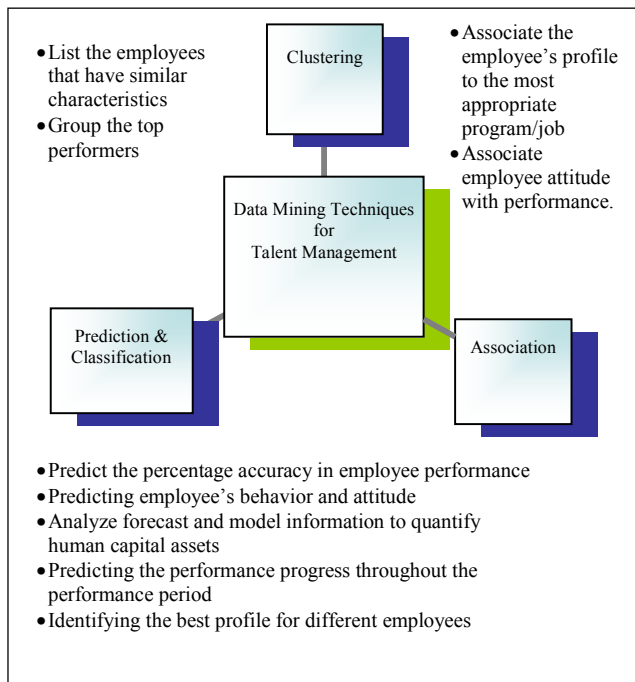 • List the employees
that have similar
characteristics
• Group the top
performers
Clustering
• Associate the
employee’s profile
to the most
appropriate
program/job
• Associate
employee attitude
with performance.
Data Mining Techniques
for
Talent Management
Prediction &
Classification
Association
• Predict the percentage accuracy in employee performance
• Predicting employee’s behavior and attitude
• Analyze forecast and model information to quantify
human capital assets
• Predicting the performance progress throughout the
performance period
• Identifying the best profile for different employees